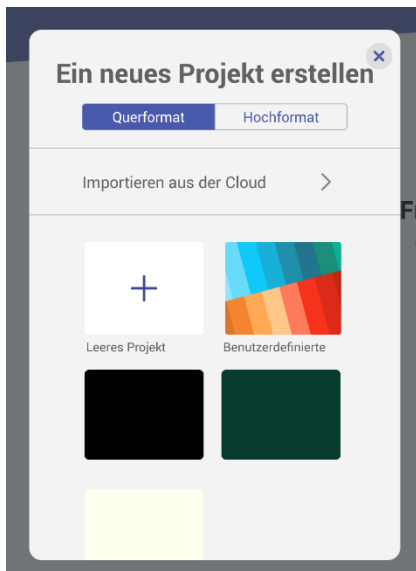 Ein neues Projekt erstellen
Querformat
Hochformat
Importieren aus der Cloud
Leeres Projekt
Benutzerdefinierte